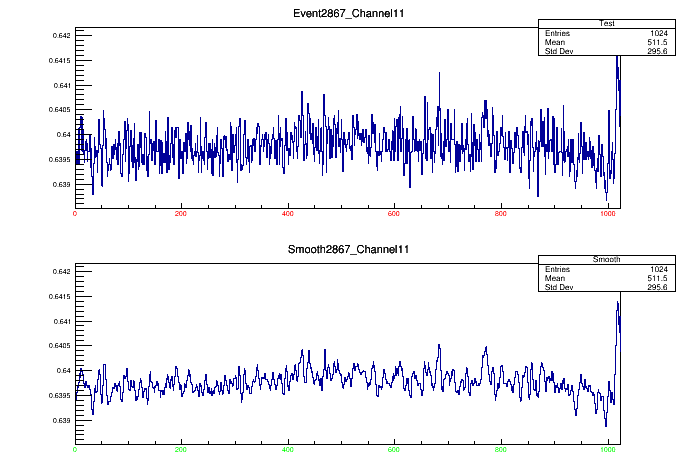 Event2867_Channel11
Test
Entries 1024
Mean 511.5
Std Dev 295.6
0.642
0.6415
0.641
0.6405
0.64
0.6395
0.639
0 200 400 600 800 1000
Smooth2867_Channel11
Smooth
Entries 1024
Mean 511.5
Std Dev 295.6
0.642
0.6415
0.641
0.6405
0.64
0.6395
0.639
0 200 400 600 800 1000